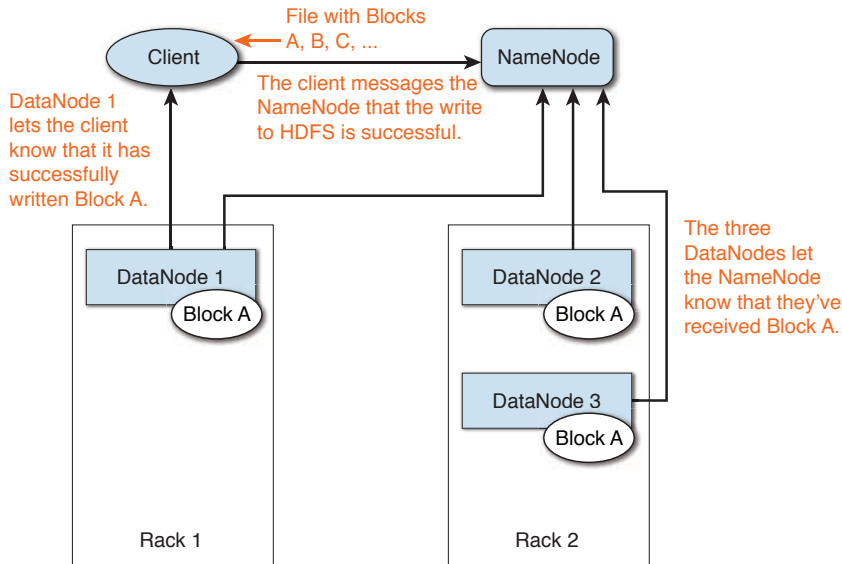 File with Blocks
A, B, C, ...
Client
NameNode
The client messages the
NameNode that the write
to HDFS is successful.
DataNode 1
lets the client
know that it has
successfully
written Block A.
The three
DataNodes let
the NameNode
know that they've
received Block A.
DataNode 1
Block A
DataNode 2
Block A
DataNode 3
Block A
Rack 1
Rack 2